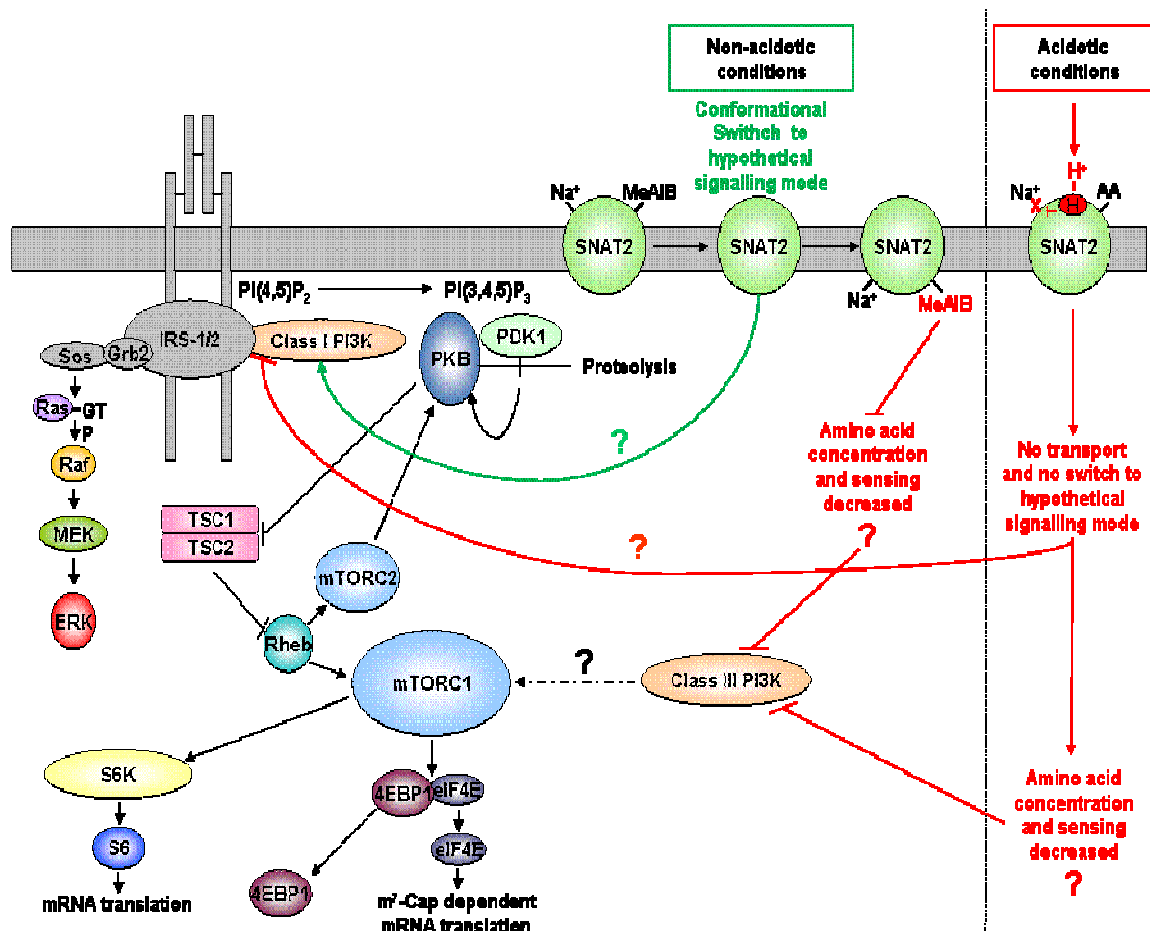 Non-acidotic
conditions
Acidotic
conditions
Conformational
Swithch to
hypothetical
signalling mode
H⁺
Na⁺
MeAIB
Na⁺
AA
X
H
SNAT2
SNAT2
SNAT2
SNAT2
Na⁺
MeAIB
PI(4,5)P₂
PI(3,4,5)P₃
IRS-1/2
Class I PI3K
PKB
PDK1
Proteolysis
Sos
Grb2
Ras
GT
P
Raf
MEK
ERK
?
Amino acid
concentration
and sensing
decreased
?
No transport
and no switch to
hypothetical
signalling mode
TSC1
TSC2
?
mTORC2
Rheb
mTORC1
?
Class III PI3K
S6K
4EBP1
eIF4E
S6
eIF4E
4EBP1
mRNA translation
m⁷-Cap dependent
mRNA translation
Amino acid
concentration
and sensing
decreased
?